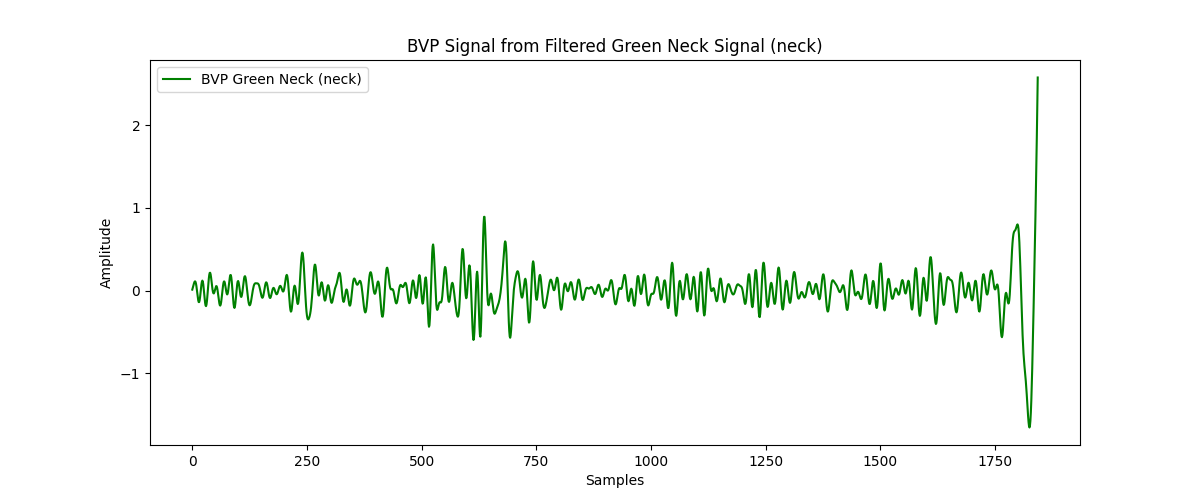 BVP Signal from Filtered Green Neck Signal (neck)
BVP Green Neck (neck)
Amplitude
2
1
0
−1
0 250 500 750 1000 1250 1500 1750
Samples